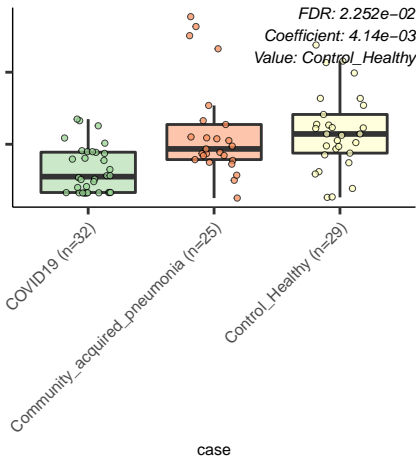 FDR: 2.252e−02
Coefficient: 4.14e−03
Value: Control_Healthy
COVID19 (n=32)
Community_acquired_pneumonia (n=25)
Control_Healthy (n=29)
case